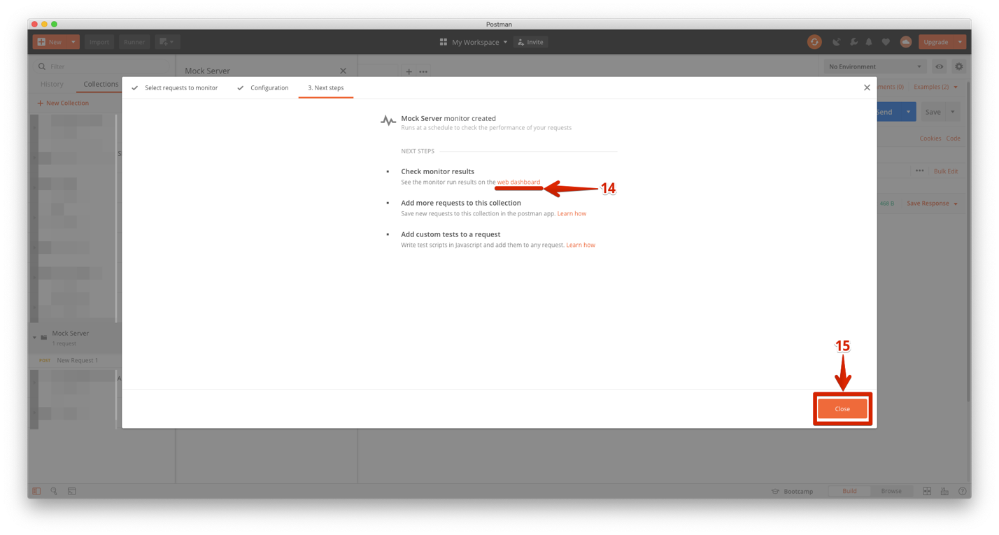 Postman
New
Import
Runner
My Workspace
Invite
Upgrade
Filter
Mock Server
No Environment
History
Collections
Select requests to monitor
Configuration
3. Next steps
ments (0)
Examples (2)
New Collection
Mock Server monitor created
Runs at a schedule to check the performance of your requests
Send
Save
Cookies
Code
NEXT STEPS
Check monitor results
See the monitor run results on the web dashboard
14
Bulk Edit
Add more requests to this collection
Save new requests to this collection in the postman app. Learn how
468 B
Save Response
Add custom tests to a request
Write test scripts in Javascript and add them to any request. Learn how
Mock Server
1 request
15
POST
New Request 1
A
Close
Bootcamp
Build
Browse